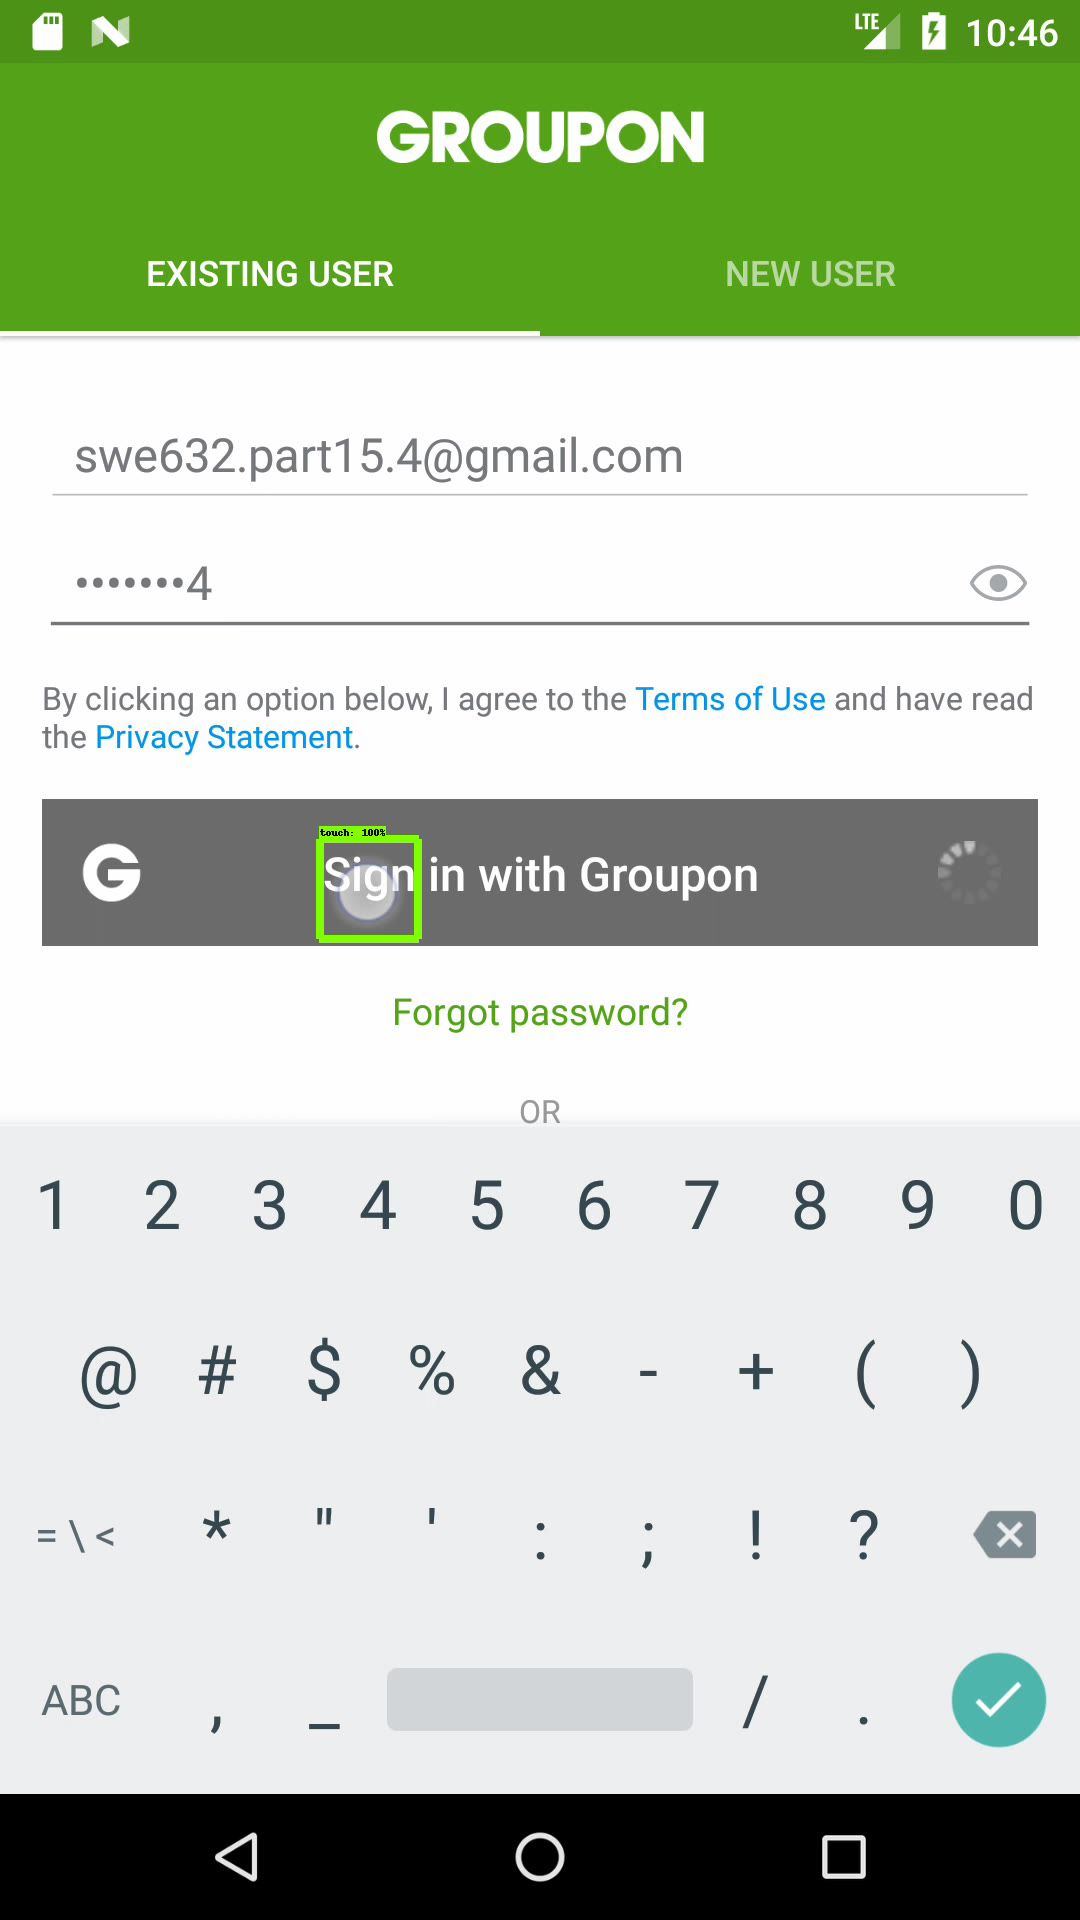 LTE 10:46
GROUPON
EXISTING USER NEW USER
swe632.part15.4@gmail.com
•••••••4
By clicking an option below, I agree to the Terms of Use and have read
the Privacy Statement.
touch: 100%
G Sign in with Groupon
Forgot password?
OR
1 2 3 4 5 6 7 8 9 0
@ # $ % & - + ( )
= \ < * " ' : ; ! ?
ABC , _ / .